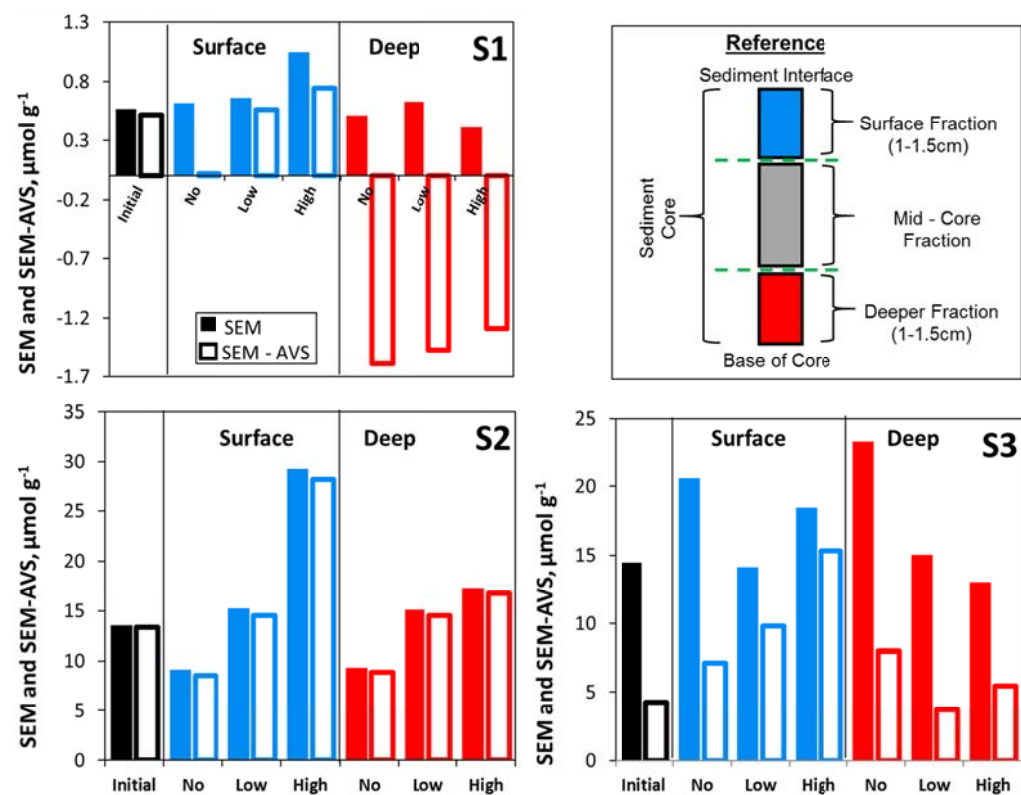 SEM and SEM-AVS, µmol g-1
1.3
0.8
0.3
-0.2
-0.7
-1.2
-1.7
Surface
Deep
S1
Initial
No
Low
High
No
Low
High
SEM
SEM - AVS
Reference
Sediment Interface
Sediment
Core
Surface Fraction
(1-1.5cm)
Mid - Core
Fraction
Deeper Fraction
(1-1.5cm)
Base of Core
SEM and SEM-AVS, µmol g-1
35
30
25
20
15
10
5
0
Surface
Deep
S2
Initial
No
Low
High
No
Low
High
SEM and SEM-AVS, µmol g-1
25
20
15
10
5
0
Surface
Deep
S3
Initial
No
Low
High
No
Low
High